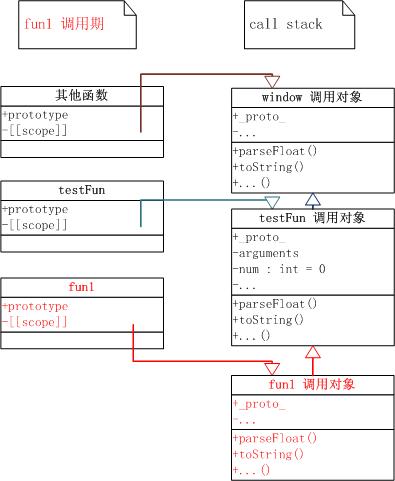 fun1 调用期
call stack
其他函数
+prototype
-[[scope]]
testFun
+prototype
-[[scope]]
fun1
+prototype
-[[scope]]
window 调用对象
+_proto_
-...
+parseFloat()
+toString()
+...()
testFun 调用对象
+_proto_
-arguments
-num : int = 0
-...
+parseFloat()
+toString()
+...()
fun1 调用对象
+_proto_
-...
+parseFloat()
+toString()
+...()